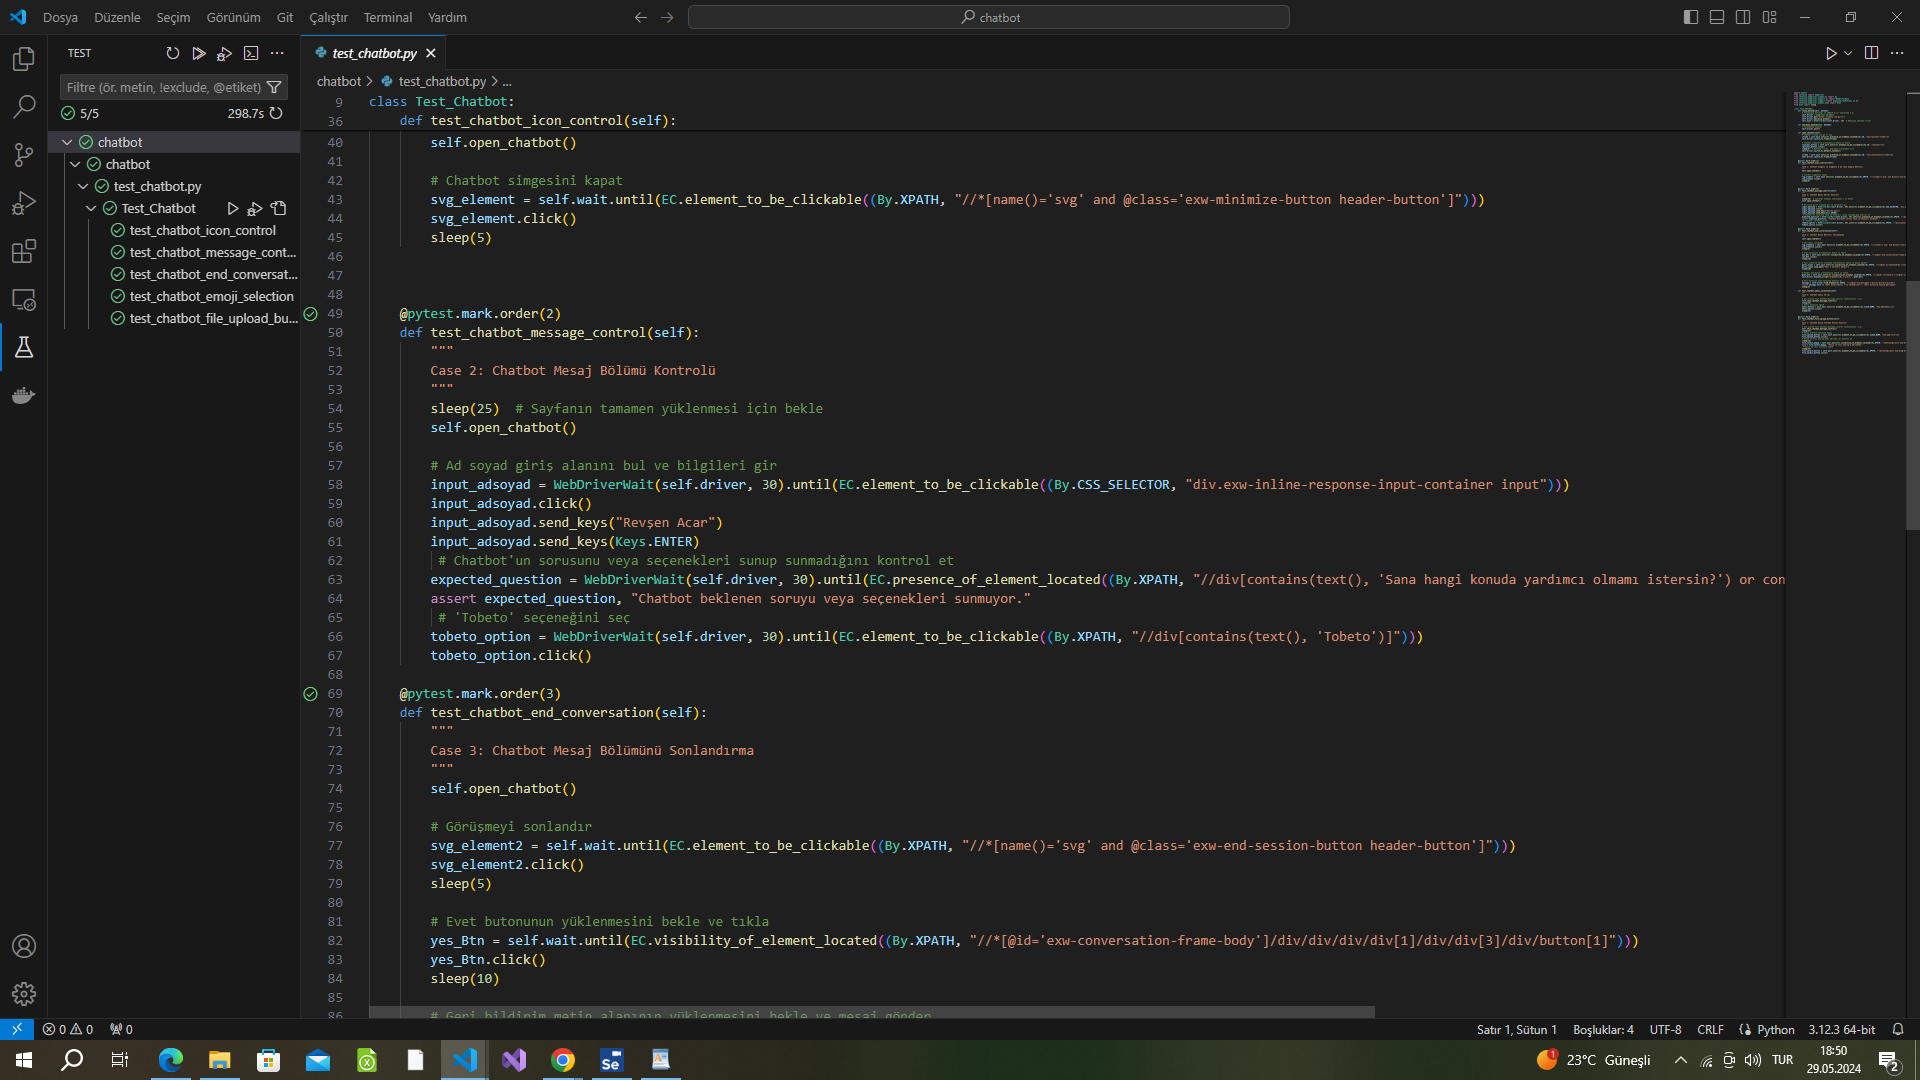 Dosya Düzenle Seçim Görünüm Git Çalıştır Terminal Yardım
chatbot
TEST
Filtre (ör. metin, !exclude, @etiket)
5/5 298.7s
chatbot
chatbot
test_chatbot.py
Test_Chatbot
test_chatbot_icon_control
test_chatbot_message_cont...
test_chatbot_end_conversat...
test_chatbot_emoji_selection
test_chatbot_file_upload_bu...
test_chatbot.py
chatbot > test_chatbot.py > ...
9 class Test_Chatbot:
36 def test_chatbot_icon_control(self):
40 self.open_chatbot()
41
42 # Chatbot simgesini kapat
43 svg_element = self.wait.until(EC.element_to_be_clickable((By.XPATH, "//*[name()='svg' and @class='exw-minimize-button header-button']")))
44 svg_element.click()
45 sleep(5)
46
47
48
49 @pytest.mark.order(2)
50 def test_chatbot_message_control(self):
51 """
52 Case 2: Chatbot Mesaj Bölümü Kontrolü
53 """
54 sleep(25)  # Sayfanın tamamen yüklenmesi için bekle
55 self.open_chatbot()
56
57 # Ad soyad giriş alanını bul ve bilgileri gir
58 input_adsoyad = WebDriverWait(self.driver, 30).until(EC.element_to_be_clickable((By.CSS_SELECTOR, "div.exw-inline-response-input-container input")))
59 input_adsoyad.click()
60 input_adsoyad.send_keys("Revşen Acar")
61 input_adsoyad.send_keys(Keys.ENTER)
62 # Chatbot'un sorusunu veya seçenekleri sunup sunmadığını kontrol et
63 expected_question = WebDriverWait(self.driver, 30).until(EC.presence_of_element_located((By.XPATH, "//div[contains(text(), 'Sana hangi konuda yardımcı olmamı istersin?') or con
64 assert expected_question, "Chatbot beklenen soruyu veya seçenekleri sunmuyor."
65 # 'Tobeto' seçeneğini seç
66 tobeto_option = WebDriverWait(self.driver, 30).until(EC.element_to_be_clickable((By.XPATH, "//div[contains(text(), 'Tobeto')]")))
67 tobeto_option.click()
68
69 @pytest.mark.order(3)
70 def test_chatbot_end_conversation(self):
71 """
72 Case 3: Chatbot Mesaj Bölümünü Sonlandırma
73 """
74 self.open_chatbot()
75
76 # Görüşmeyi sonlandır
77 svg_element2 = self.wait.until(EC.element_to_be_clickable((By.XPATH, "//*[name()='svg' and @class='exw-end-session-button header-button']")))
78 svg_element2.click()
79 sleep(5)
80
81 # Evet butonunun yüklenmesini bekle ve tıkla
82 yes_Btn = self.wait.until(EC.visibility_of_element_located((By.XPATH, "//*[@id='exw-conversation-frame-body']/div/div/div/div[1]/div/div[3]/div/button[1]")))
83 yes_Btn.click()
84 sleep(10)
85
86 # Geri bildirim metin alanının yüklenmesini bekle ve mesaj gönder
0 0 0
Satır 1, Sütun 1 Boşluklar: 4 UTF-8 CRLF Python 3.12.3 64-bit
Se 1 23°C Güneşli TUR 18:50
29.05.2024 2